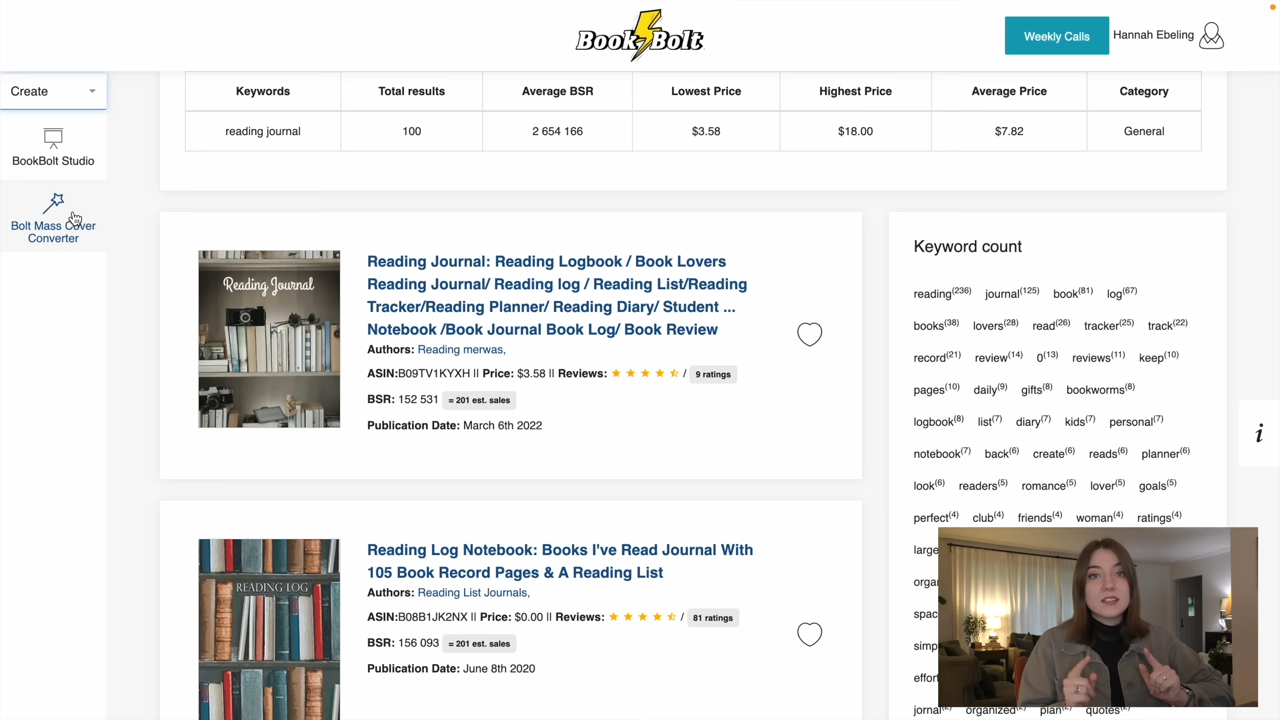 Book Bolt
Weekly Calls
Hannah Ebeling
Create
BookBolt Studio
Bolt Mass Cover
Converter
Keywords Total results Average BSR Lowest Price Highest Price Average Price Category
reading journal 100 2 654 166 $3.58 $18.00 $7.82 General
Reading Journal
Reading Journal: Reading Logbook / Book Lovers
Reading Journal/ Reading log / Reading List/Reading
Tracker/Reading Planner/ Reading Diary/ Student ...
Notebook /Book Journal Book Log/ Book Review
Authors: Reading merwas,
ASIN:B09TV1KYXH || Price: $3.58 || Reviews: / 9 ratings
BSR: 152 531 = 201 est. sales
Publication Date: March 6th 2022
READING LOG
Reading Log Notebook: Books I've Read Journal With
105 Book Record Pages & A Reading List
Authors: Reading List Journals,
ASIN:B08B1JK2NX || Price: $0.00 || Reviews: / 81 ratings
BSR: 156 093 = 201 est. sales
Publication Date: June 8th 2020
Keyword count
reading(236) journal(125) book(81) log(67)
books(38) lovers(28) read(26) tracker(25) track(22)
record(21) review(14) 0(13) reviews(11) keep(10)
pages(10) daily(9) gifts(8) bookworms(8)
logbook(8) list(7) diary(7) kids(7) personal(7)
notebook(7) back(6) create(6) reads(6) planner(6)
look(6) readers(5) romance(5) lover(5) goals(5)
perfect(4) club(4) friends(4) woman(4) ratings(4)
large
orga
spac
simp
effor
jornal organized plan quotes
i